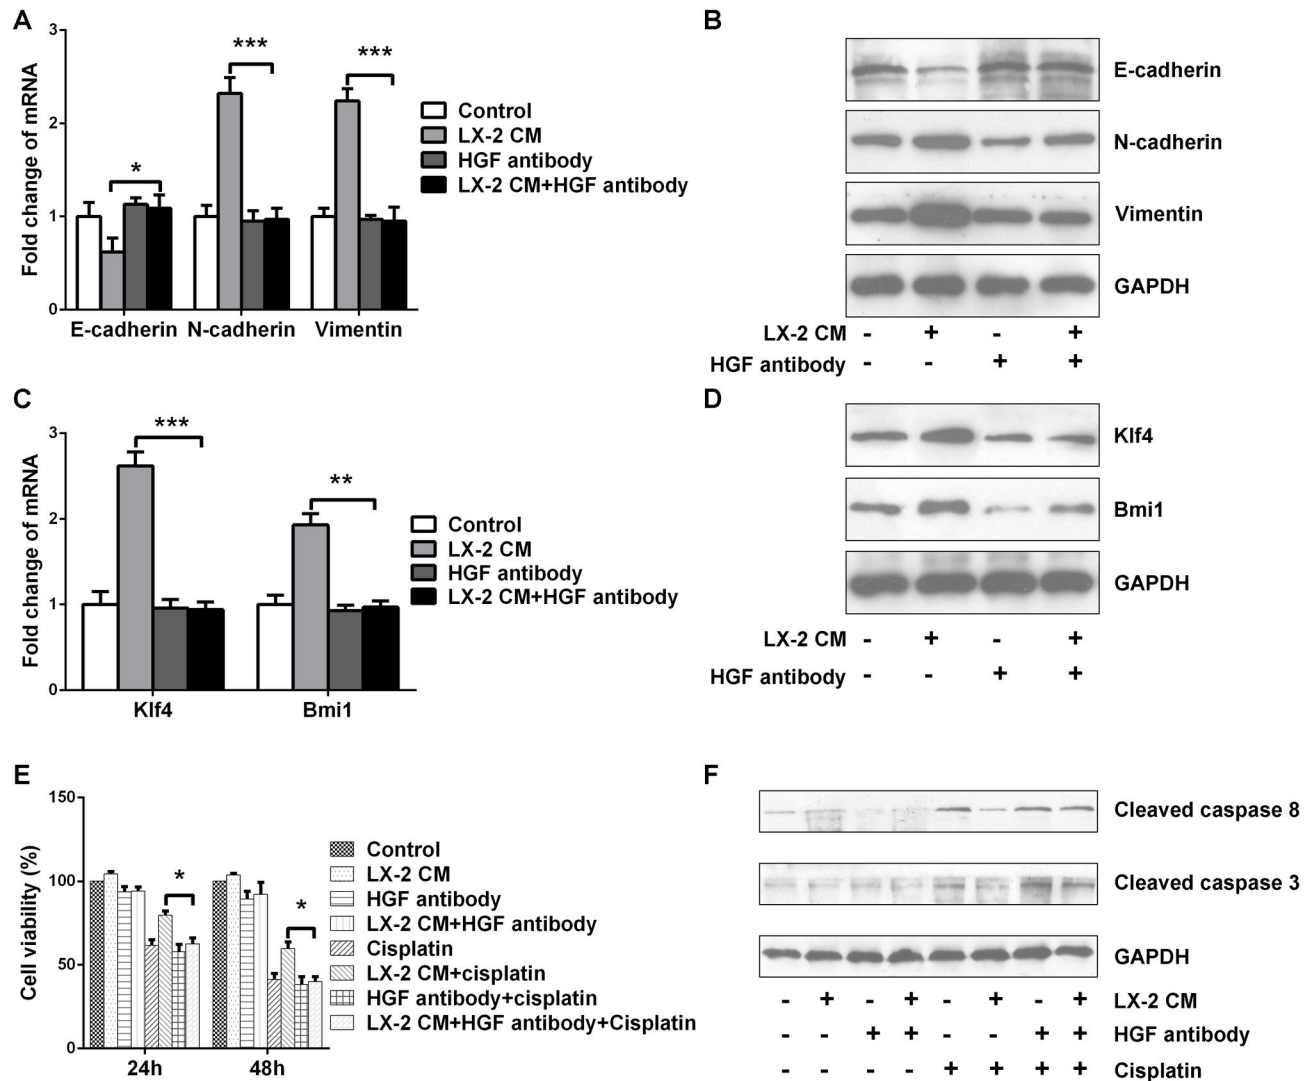 A
3
2
1
0
Fold change of mRNA
*
***
***
E-cadherin N-cadherin Vimentin
Control
LX-2 CM
HGF antibody
LX-2 CM+HGF antibody
B
E-cadherin
N-cadherin
Vimentin
GAPDH
LX-2 CM - + - +
HGF antibody - - + +
C
3
2
1
0
Fold change of mRNA
***
**
Klf4 Bmi1
Control
LX-2 CM
HGF antibody
LX-2 CM+HGF antibody
D
Klf4
Bmi1
GAPDH
LX-2 CM - + - +
HGF antibody - - + +
E
150
100
50
0
Cell viability (%)
*
*
24h 48h
Control
LX-2 CM
HGF antibody
LX-2 CM+HGF antibody
Cisplatin
LX-2 CM+cisplatin
HGF antibody+cisplatin
LX-2 CM+HGF antibody+Cisplatin
F
Cleaved caspase 8
Cleaved caspase 3
GAPDH
- + - + - + - + LX-2 CM
- - + + - - + + HGF antibody
- - - - + + + + Cisplatin